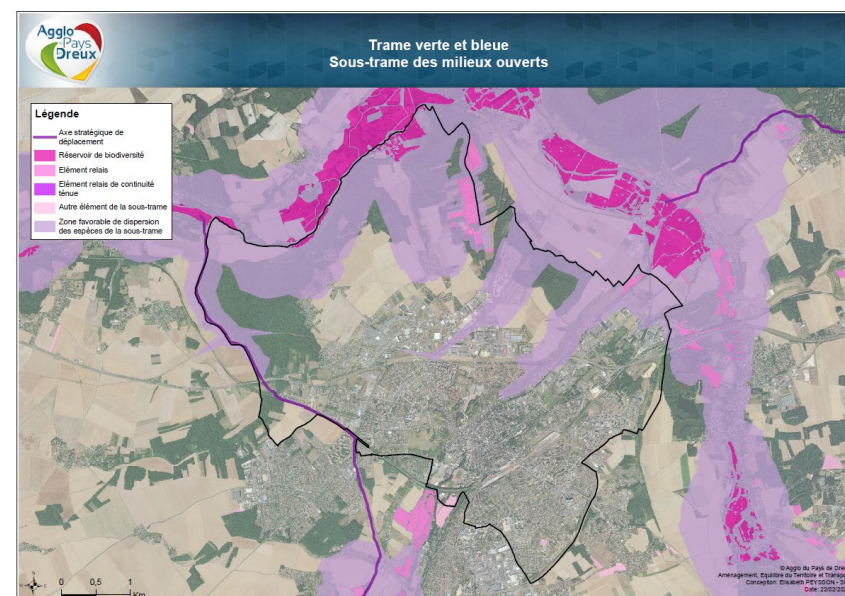 Agglo
Pays
Dreux
Trame verte et bleue
Sous-trame des milieux ouverts
Légende
Axe stratégique de
déplacement
Réservoir de biodiversité
Elément relais
Elément relais de continuité
ténue
Autre élément de la sous-trame
Zone favorable de dispersion
des espèces de la sous-trame
0 0,5 1
Km
© Agglo du Pays de Dreu
Aménagement, Equilibre du Territoire et Transpo
Conception: Elisabeth PEYSSON - S
Date: 22/02/202